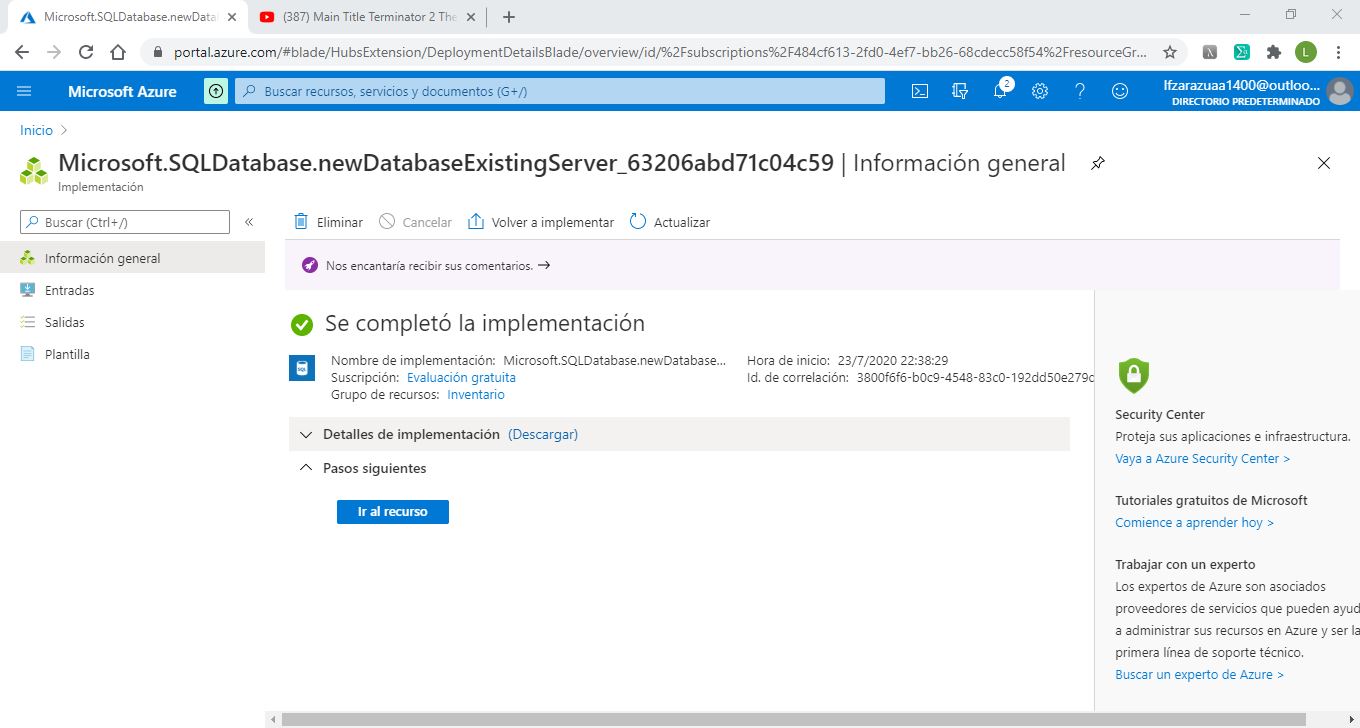 Microsoft.SQLDatabase.newData
(387) Main Title Terminator 2 The
portal.azure.com/#blade/HubsExtension/DeploymentDetailsBlade/overview/id/%2Fsubscriptions%2F484cf613-2fd0-4ef7-bb26-68cdecc58f54%2FresourceGr...
L
Microsoft Azure
Buscar recursos, servicios y documentos (G+/)
2
lfzarazuaa1400@outloo...
DIRECTORIO PREDETERMINADO
Inicio
Microsoft.SQLDatabase.newDatabaseExistingServer_63206abd71c04c59 | Información general
Implementación
Buscar (Ctrl+/)
«
Eliminar
Cancelar
Volver a implementar
Actualizar
Información general
Entradas
Salidas
Plantilla
Nos encantaría recibir sus comentarios. →
Se completó la implementación
SQL
Nombre de implementación: Microsoft.SQLDatabase.newDatabase...
Suscripción: Evaluación gratuita
Grupo de recursos: Inventario
Hora de inicio: 23/7/2020 22:38:29
Id. de correlación: 3800f6f6-b0c9-4548-83c0-192dd50e279c
Detalles de implementación (Descargar)
Pasos siguientes
Ir al recurso
Security Center
Proteja sus aplicaciones e infraestructura.
Vaya a Azure Security Center >
Tutoriales gratuitos de Microsoft
Comience a aprender hoy >
Trabajar con un experto
Los expertos de Azure son asociados
proveedores de servicios que pueden ayud
a administrar sus recursos en Azure y ser la
primera línea de soporte técnico.
Buscar un experto de Azure >